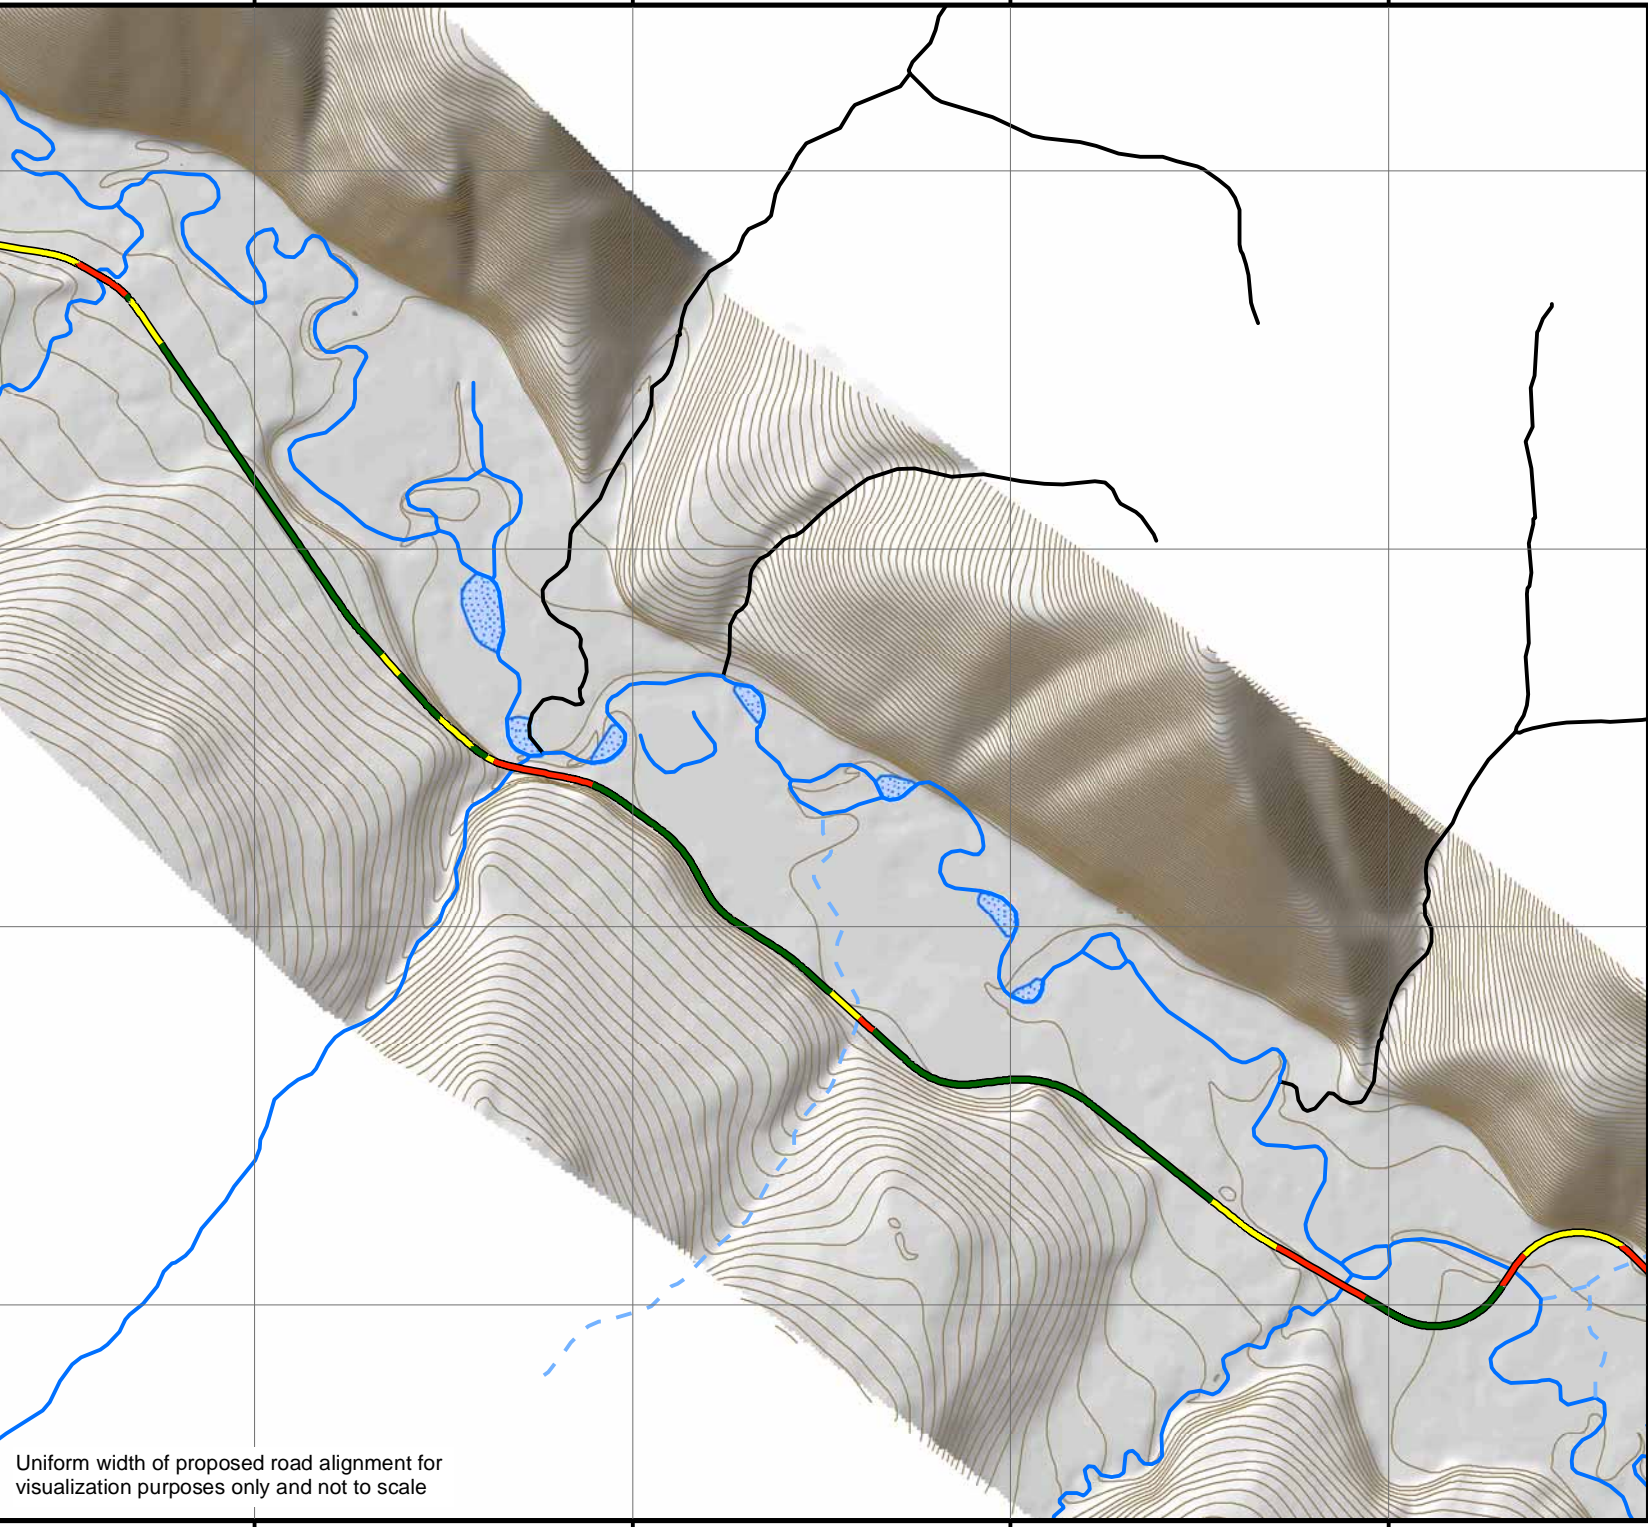 Uniform width of proposed road alignment for
visualization purposes only and not to scale